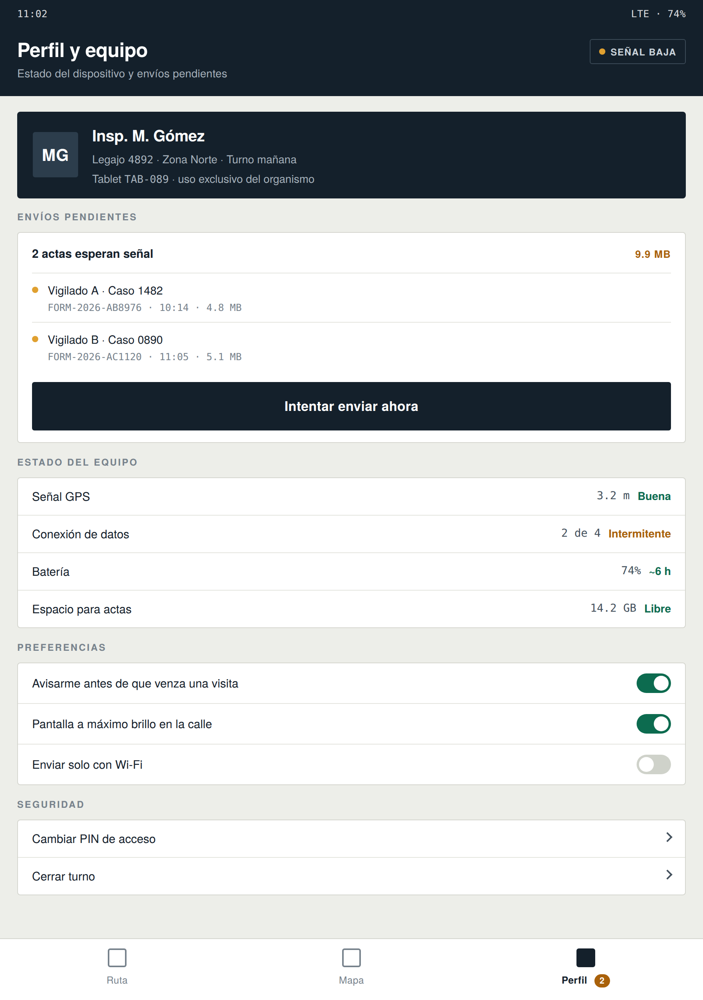 11:02 LTE · 74%
Perfil y equipo
SEÑAL BAJA
Estado del dispositivo y envíos pendientes
MG
Insp. M. Gómez
Legajo 4892 · Zona Norte · Turno mañana
Tablet TAB-089 · uso exclusivo del organismo
ENVÍOS PENDIENTES
2 actas esperan señal 9.9 MB
Vigilado A · Caso 1482
FORM-2026-AB8976 · 10:14 · 4.8 MB
Vigilado B · Caso 0890
FORM-2026-AC1120 · 11:05 · 5.1 MB
Intentar enviar ahora
ESTADO DEL EQUIPO
Señal GPS 3.2 m Buena
Conexión de datos 2 de 4 Intermitente
Batería 74% ~6 h
Espacio para actas 14.2 GB Libre
PREFERENCIAS
Avisarme antes de que venza una visita
Pantalla a máximo brillo en la calle
Enviar solo con Wi-Fi
SEGURIDAD
Cambiar PIN de acceso
Cerrar turno
Ruta Mapa Perfil 2